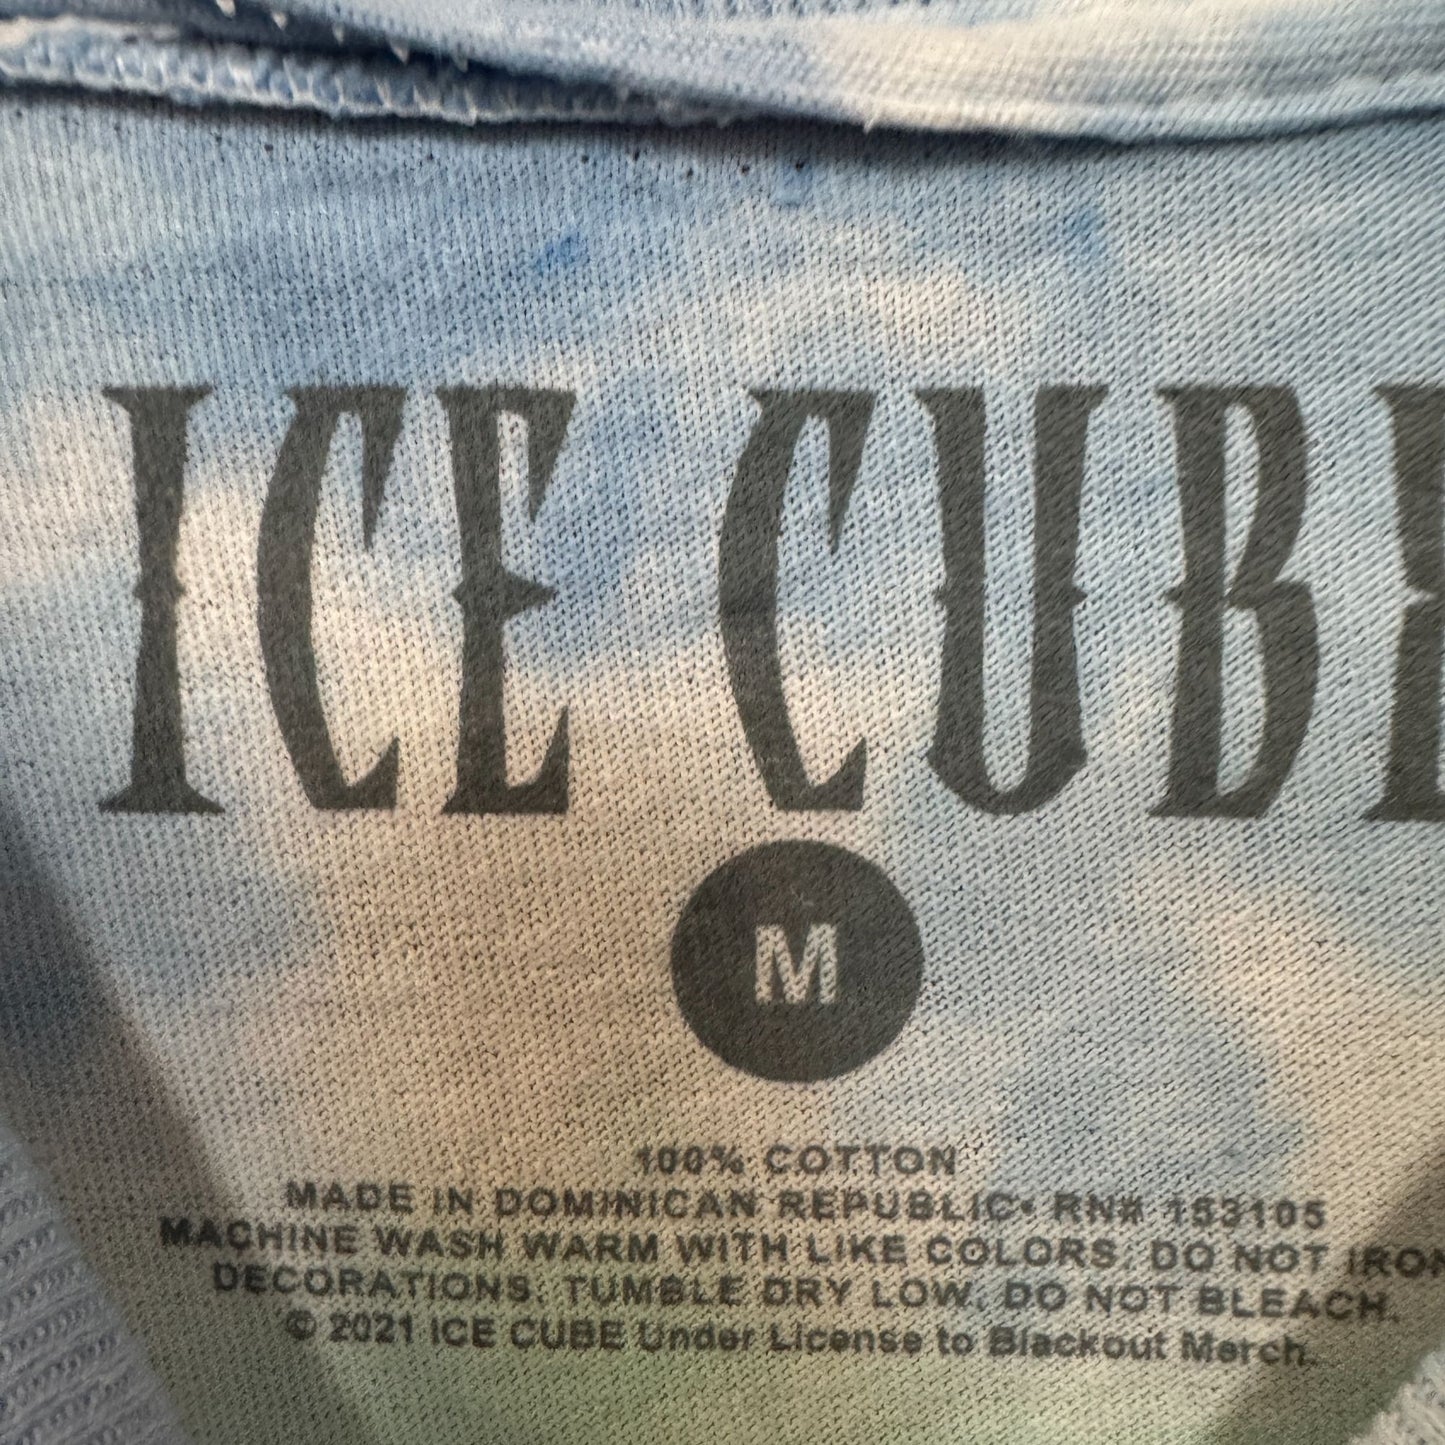 ICE CUBE
M
100% COTTON
MADE IN DOMINICAN REPUBLIC• RN# 153105
MACHINE WASH WARM WITH LIKE COLORS. DO NOT IRON
DECORATIONS. TUMBLE DRY LOW. DO NOT BLEACH.
© 2021 ICE CUBE Under License to Blackout Merch.